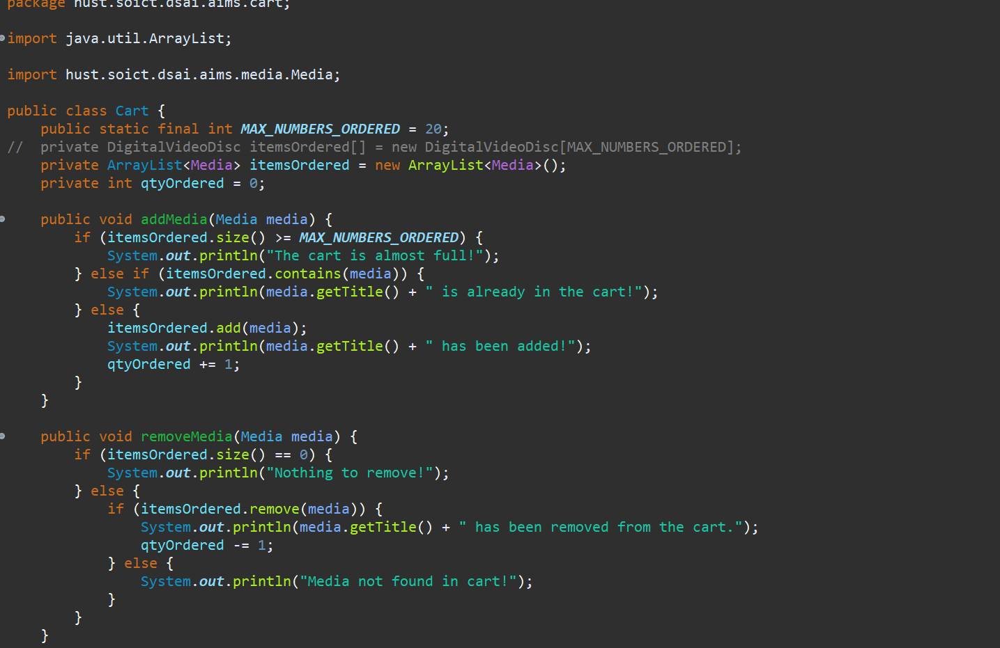 package hust.soict.dsai.aims.cart;
import java.util.ArrayList;
import hust.soict.dsai.aims.media.Media;
public class Cart {
    public static final int MAX_NUMBERS_ORDERED = 20;
//  private DigitalVideoDisc itemsOrdered[] = new DigitalVideoDisc[MAX_NUMBERS_ORDERED];
    private ArrayList<Media> itemsOrdered = new ArrayList<Media>();
    private int qtyOrdered = 0;
    public void addMedia(Media media) {
        if (itemsOrdered.size() >= MAX_NUMBERS_ORDERED) {
            System.out.println("The cart is almost full!");
        } else if (itemsOrdered.contains(media)) {
            System.out.println(media.getTitle() + " is already in the cart!");
        } else {
            itemsOrdered.add(media);
            System.out.println(media.getTitle() + " has been added!");
            qtyOrdered += 1;
        }
    }
    public void removeMedia(Media media) {
        if (itemsOrdered.size() == 0) {
            System.out.println("Nothing to remove!");
        } else {
            if (itemsOrdered.remove(media)) {
                System.out.println(media.getTitle() + " has been removed from the cart.");
                qtyOrdered -= 1;
            } else {
                System.out.println("Media not found in cart!");
            }
        }
    }